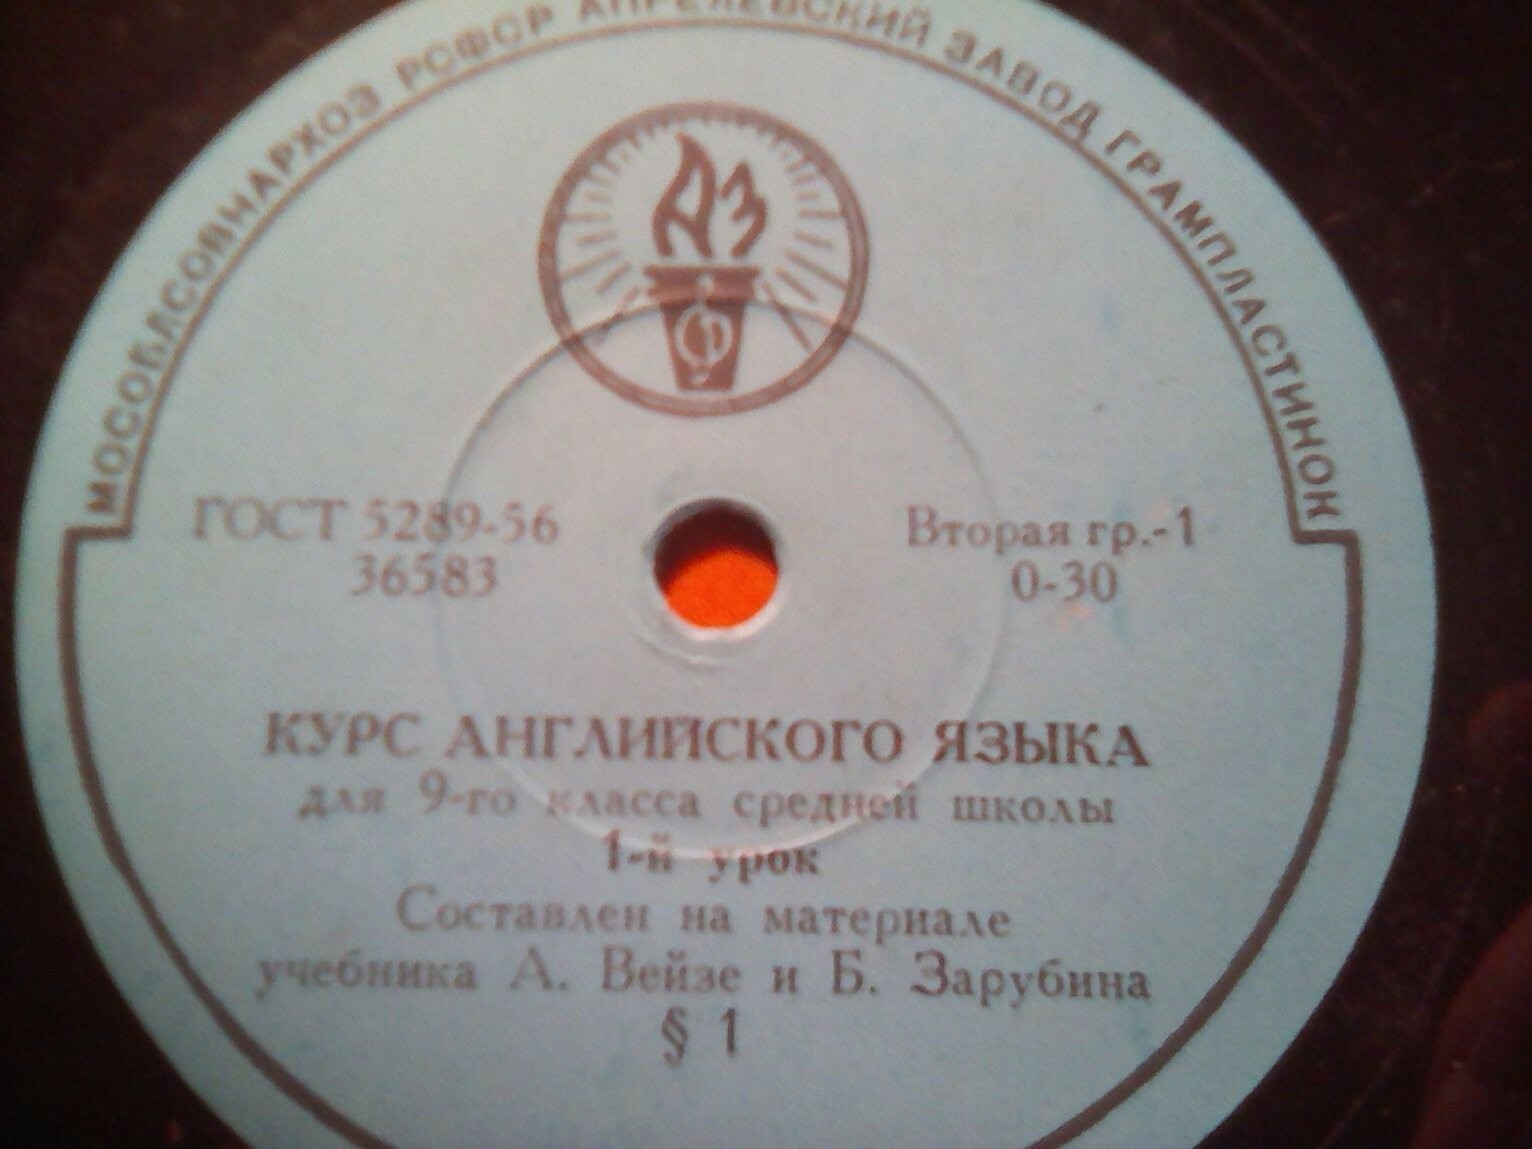 МОСОБЛСОВНАРХОЗ РСФСР АПРЕЛЕВСКИЙ ЗАВОД ГРАМПЛАСТИНОК
АЗ
ГОСТ 5289-56
36583
Вторая гр.-1
0-30
КУРС АНГЛИЙСКОГО ЯЗЫКА
для 9-го класса средней школы
1-й урок
Составлен на материале
учебника А. Вейзе и Б. Зарубина
§ 1